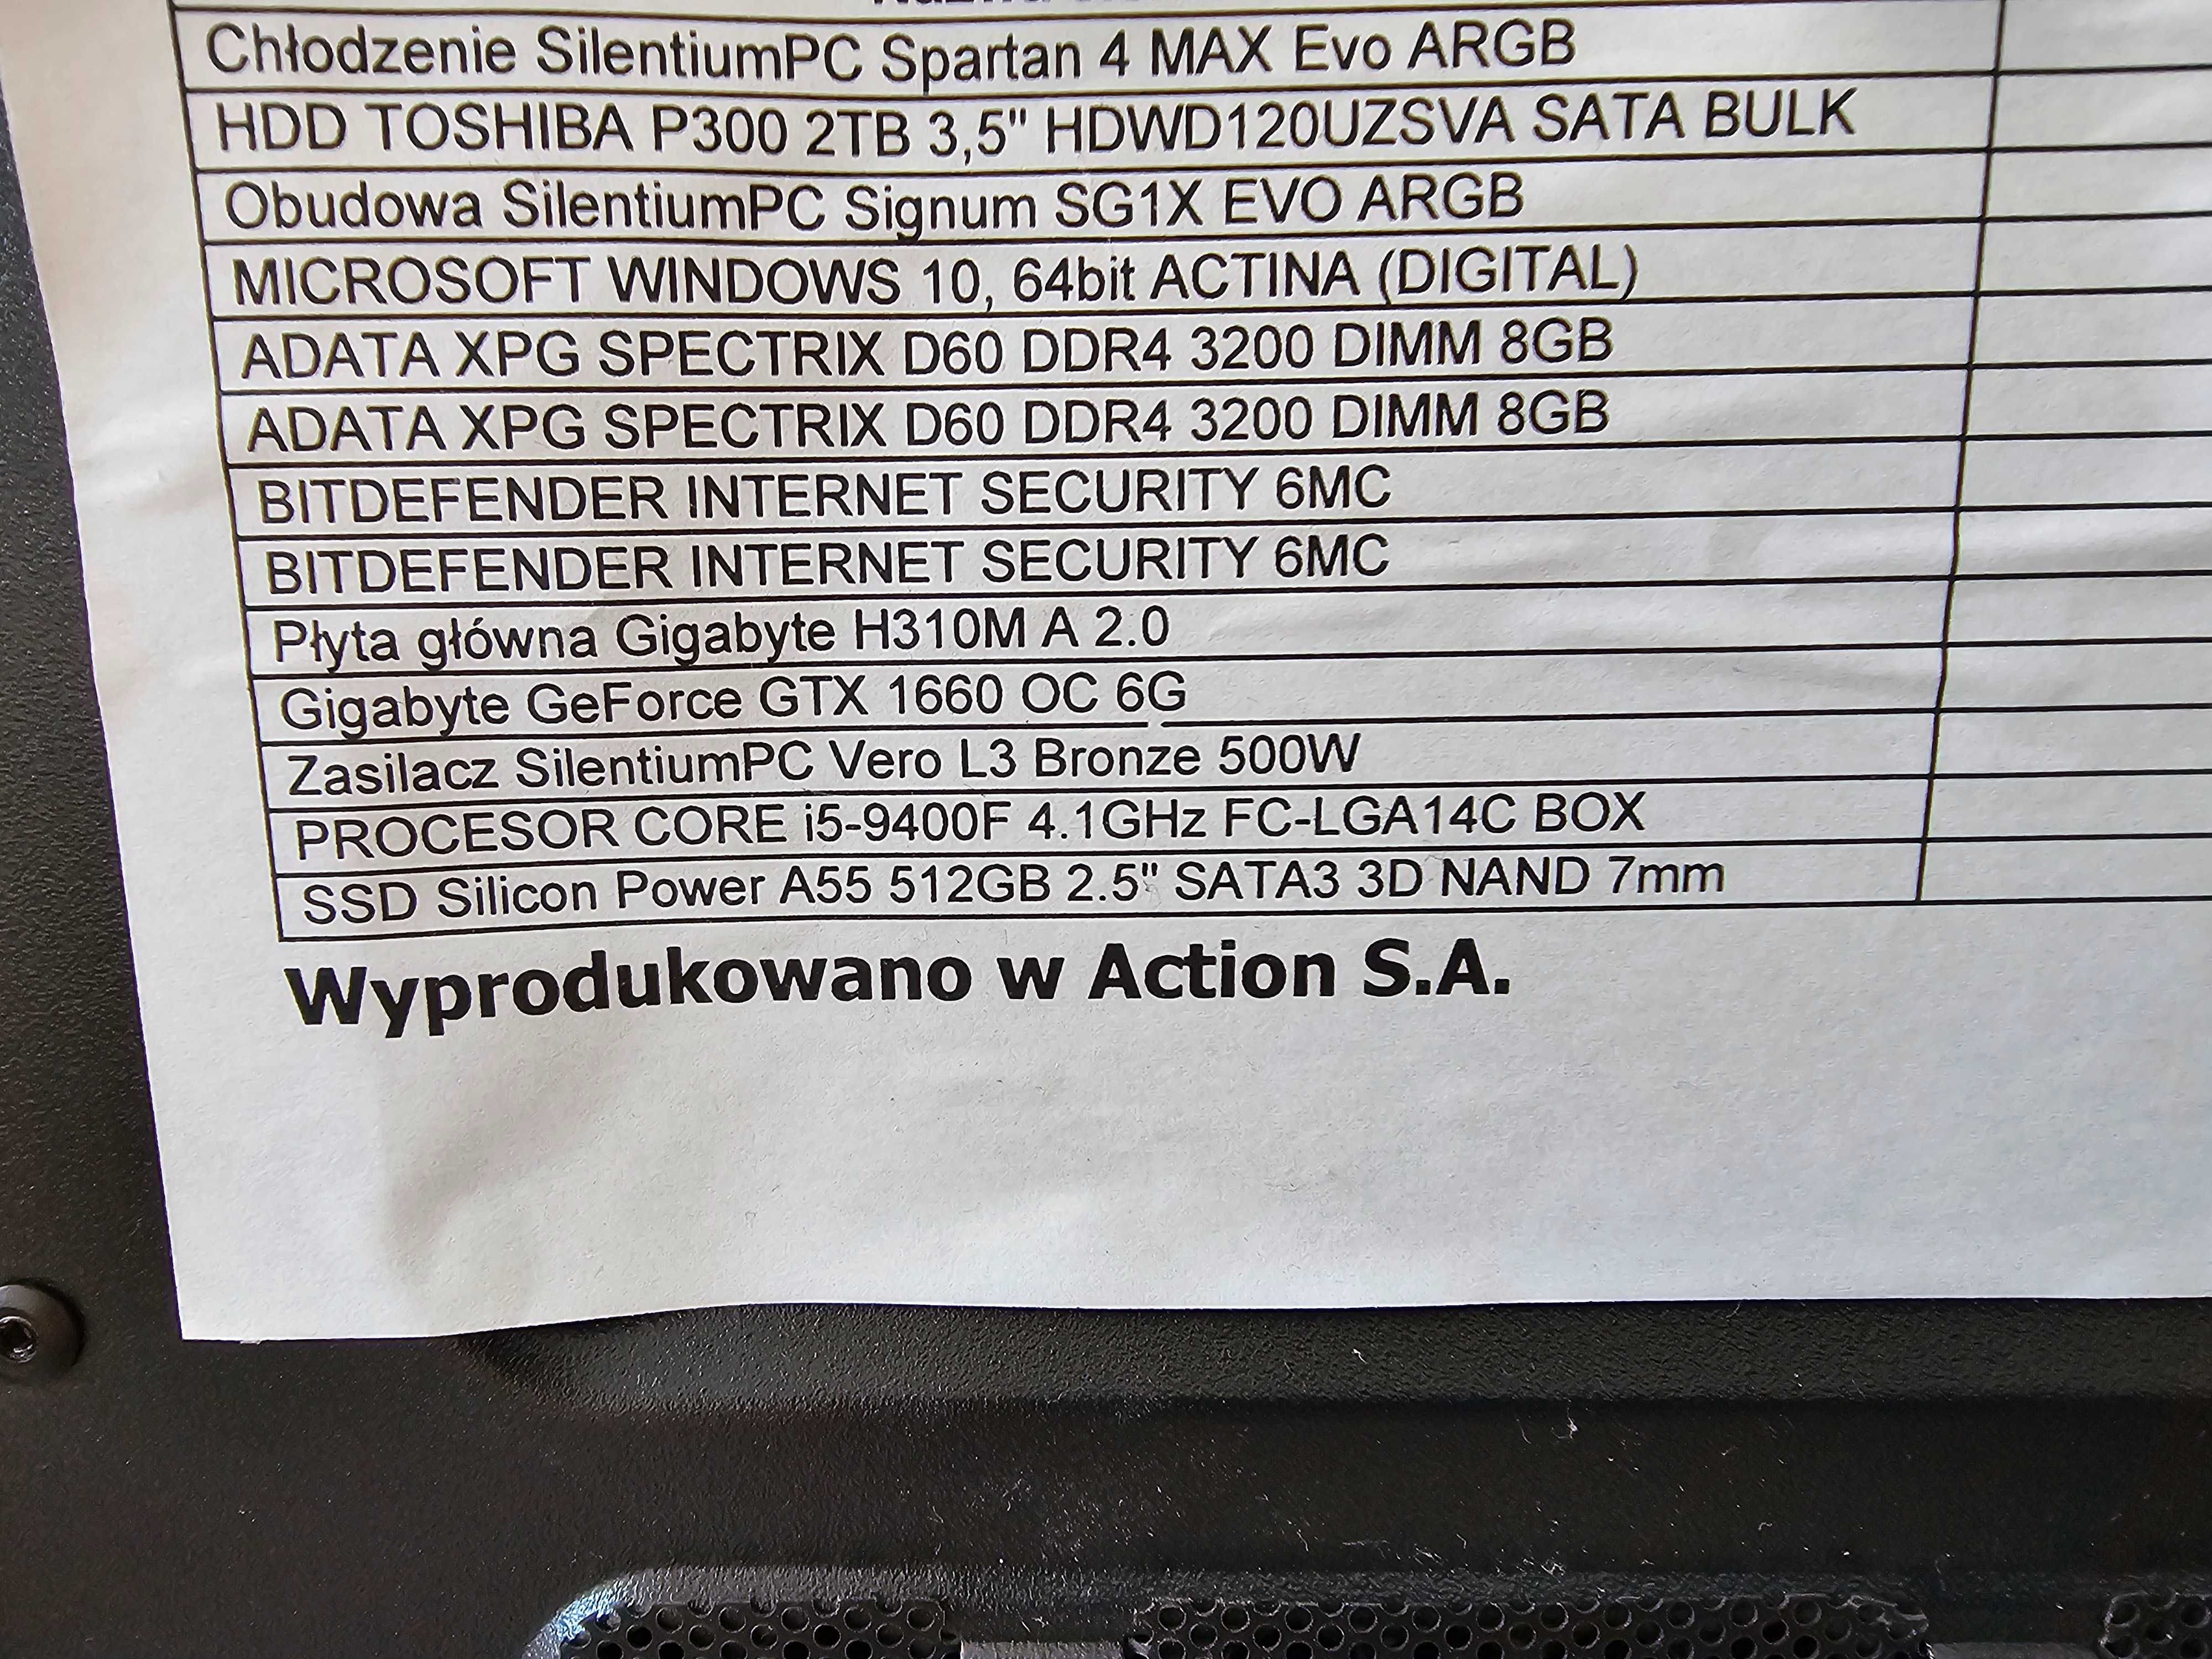 Chłodzenie SilentiumPC Spartan 4 MAX Evo ARGB
HDD TOSHIBA P300 2TB 3,5" HDWD120UZSVA SATA BULK
Obudowa SilentiumPC Signum SG1X EVO ARGB
MICROSOFT WINDOWS 10, 64bit ACTINA (DIGITAL)
ADATA XPG SPECTRIX D60 DDR4 3200 DIMM 8GB
ADATA XPG SPECTRIX D60 DDR4 3200 DIMM 8GB
BITDEFENDER INTERNET SECURITY 6MC
BITDEFENDER INTERNET SECURITY 6MC
Płyta główna Gigabyte H310M A 2.0
Gigabyte GeForce GTX 1660 OC 6G
Zasilacz SilentiumPC Vero L3 Bronze 500W
PROCESOR CORE i5-9400F 4.1GHz FC-LGA14C BOX
SSD Silicon Power A55 512GB 2.5" SATA3 3D NAND 7mm
Wyprodukowano w Action S.A.